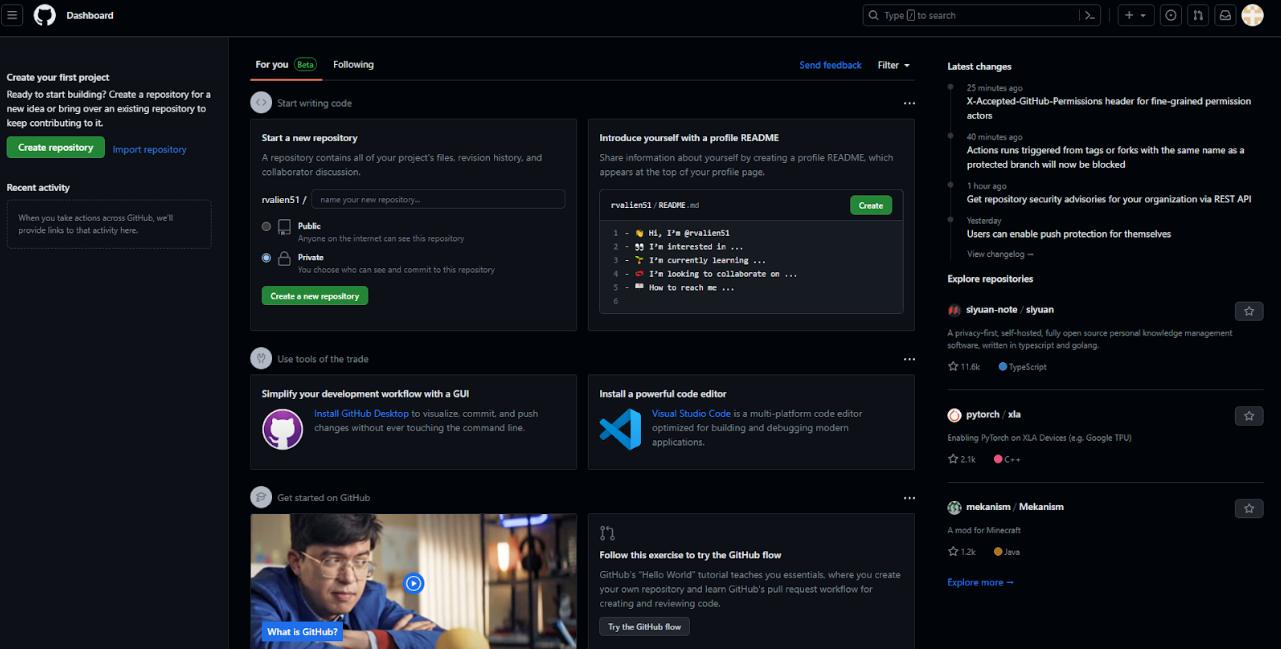 Dashboard
Type / to search
Create your first project
Ready to start building? Create a repository for a
new idea or bring over an existing repository to
keep contributing to it.
Create repository
Import repository
Recent activity
When you take actions across GitHub, we'll
provide links to that activity here.
For you Beta
Following
Send feedback
Filter
Start writing code
Start a new repository
A repository contains all of your project's files, revision history, and
collaborator discussion.
rvalien51 /
name your new repository...
Public
Anyone on the internet can see this repository
Private
You choose who can see and commit to this repository
Create a new repository
Introduce yourself with a profile README
Share information about yourself by creating a profile README, which
appears at the top of your profile page.
rvalien51 / README.md
Create
1 - 👋 Hi, I'm @rvalien51
2 - 👀 I'm interested in ...
3 - 🌱 I'm currently learning ...
4 - 💞️ I'm looking to collaborate on ...
5 - 📫 How to reach me ...
6
Use tools of the trade
Simplify your development workflow with a GUI
Install GitHub Desktop to visualize, commit, and push
changes without ever touching the command line.
Install a powerful code editor
Visual Studio Code is a multi-platform code editor
optimized for building and debugging modern
applications.
Get started on GitHub
What is GitHub?
Follow this exercise to try the GitHub flow
GitHub's "Hello World" tutorial teaches you essentials, where you create
your own repository and learn GitHub's pull request workflow for
creating and reviewing code.
Try the GitHub flow
Latest changes
25 minutes ago
X-Accepted-GitHub-Permissions header for fine-grained permission
actors
40 minutes ago
Actions runs triggered from tags or forks with the same name as a
protected branch will now be blocked
1 hour ago
Get repository security advisories for your organization via REST API
Yesterday
Users can enable push protection for themselves
View changelog →
Explore repositories
siyuan-note / siyuan
A privacy-first, self-hosted, fully open source personal knowledge management
software, written in typescript and golang.
11.6k
TypeScript
pytorch / xla
Enabling PyTorch on XLA Devices (e.g. Google TPU)
2.1k
C++
mekanism / Mekanism
A mod for Minecraft
1.2k
Java
Explore more →